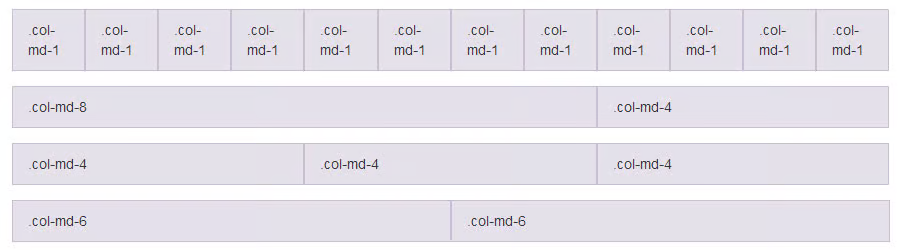 .col- .col- .col- .col- .col- .col- .col- .col- .col- .col- .col- .col-
md-1 md-1 md-1 md-1 md-1 md-1 md-1 md-1 md-1 md-1 md-1 md-1
.col-md-8 .col-md-4
.col-md-4 .col-md-4 .col-md-4
.col-md-6 .col-md-6